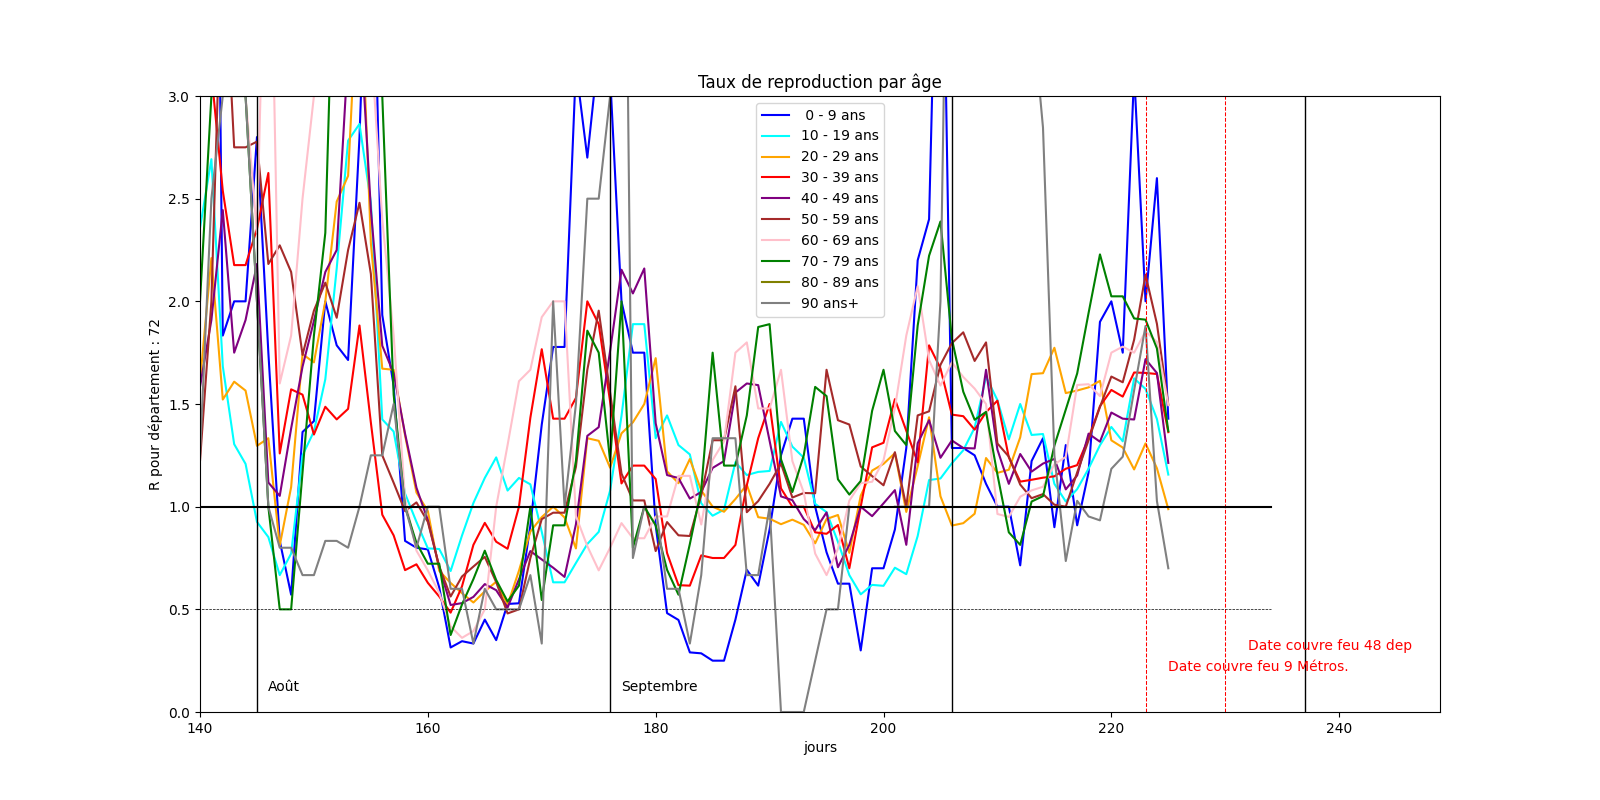 Taux de reproduction par âge
R pour département : 72
3.0
2.5
2.0
1.5
1.0
0.5
0.0
0 - 9 ans
10 - 19 ans
20 - 29 ans
30 - 39 ans
40 - 49 ans
50 - 59 ans
60 - 69 ans
70 - 79 ans
80 - 89 ans
90 ans+
Date couvre feu 48 dep
Date couvre feu 9 Métros.
Août
Septembre
140
160
180
200
220
240
jours